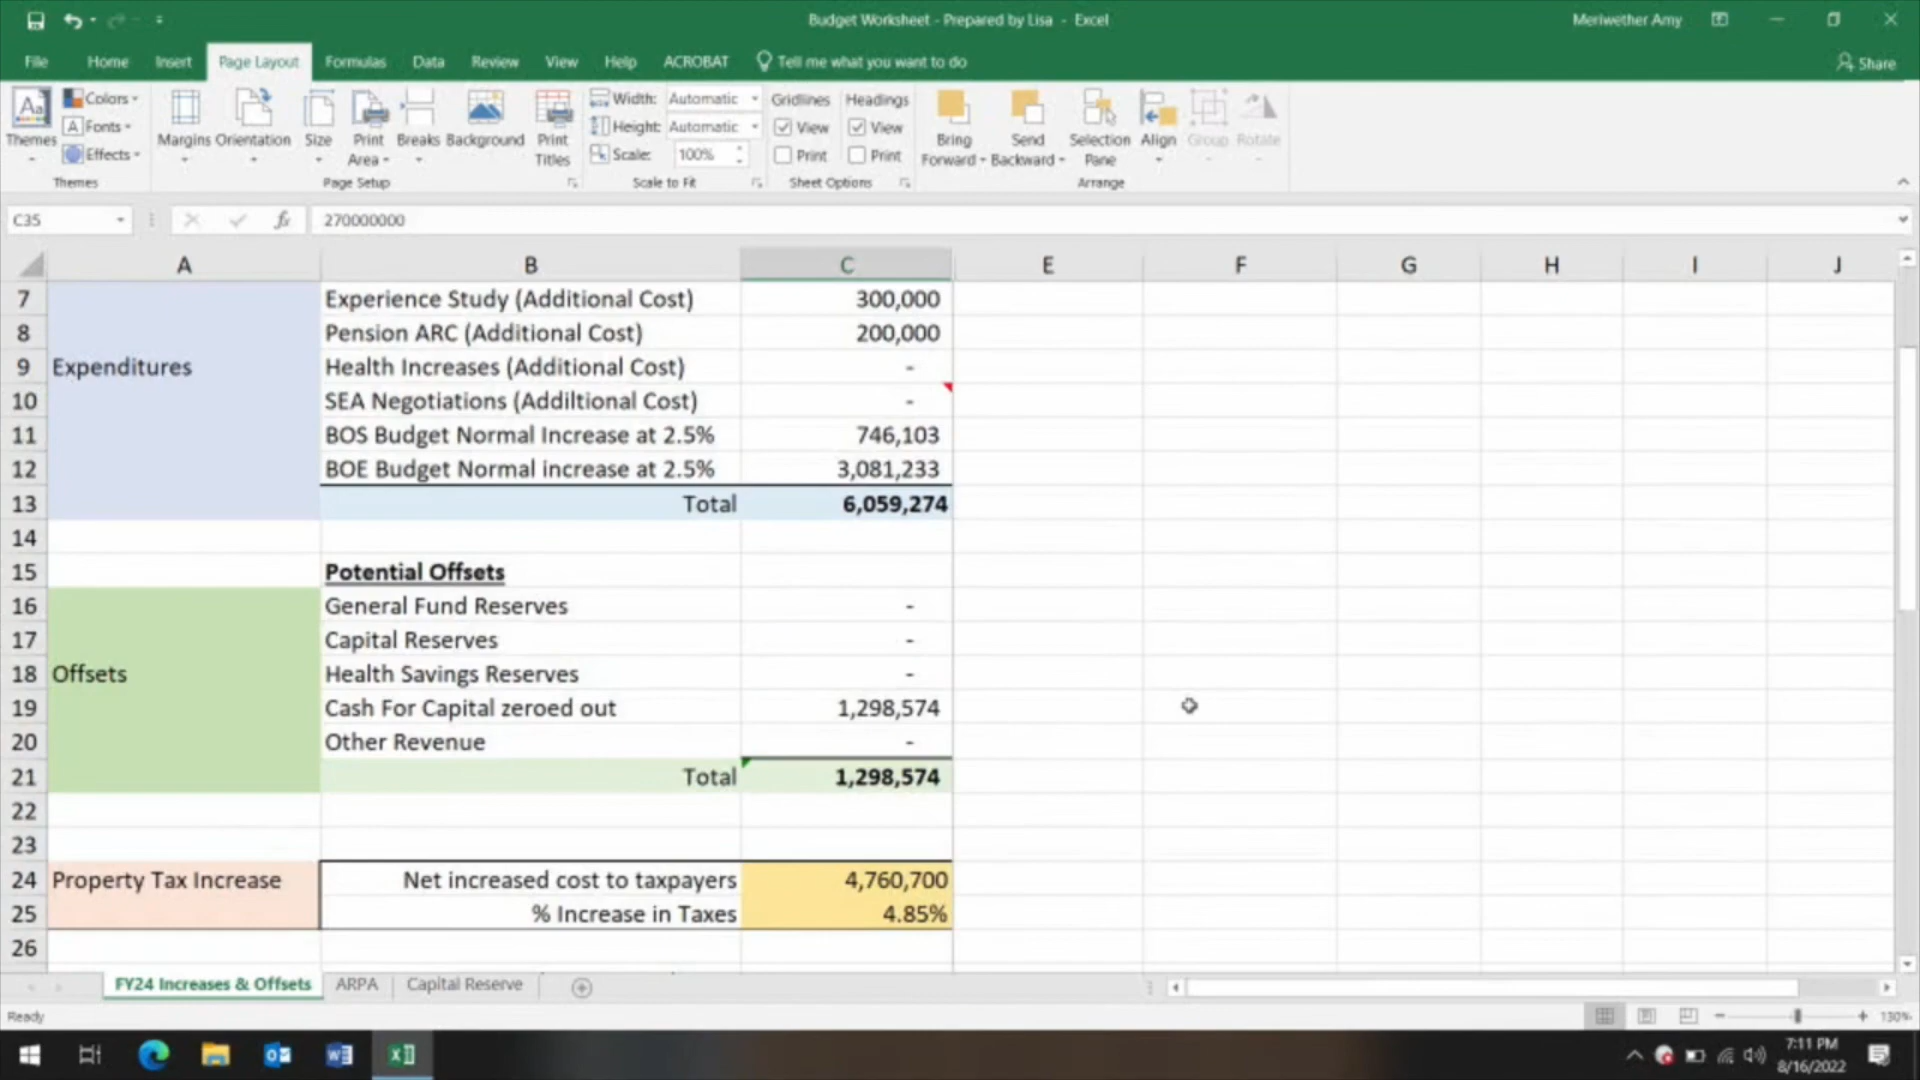 Budget Worksheet - Prepared by Lisa - Excel
Meriwether Amy
File Home Insert Page Layout Formulas Data Review View Help ACROBAT Tell me what you want to do Share
Themes Colors Fonts Effects
Themes
Margins Orientation Size Print Area Breaks Background Print Titles
Page Setup
Width: Automatic
Height: Automatic
Scale: 100%
Scale to Fit
Gridlines Headings
View View
Print Print
Sheet Options
Bring Forward Send Backward Selection Pane Align Group Rotate
Arrange
C35 fx 270000000
A B C E F G H I J
7 Experience Study (Additional Cost) 300,000
8 Pension ARC (Additional Cost) 200,000
9 Expenditures Health Increases (Additional Cost) -
10 SEA Negotiations (Addiltional Cost) -
11 BOS Budget Normal Increase at 2.5% 746,103
12 BOE Budget Normal increase at 2.5% 3,081,233
13 Total 6,059,274
14
15 Potential Offsets
16 General Fund Reserves -
17 Capital Reserves -
18 Offsets Health Savings Reserves -
19 Cash For Capital zeroed out 1,298,574
20 Other Revenue -
21 Total 1,298,574
22
23
24 Property Tax Increase Net increased cost to taxpayers 4,760,700
25 % Increase in Taxes 4.85%
26
FY24 Increases & Offsets ARPA Capital Reserve
Ready
130%
7:11 PM
8/16/2022